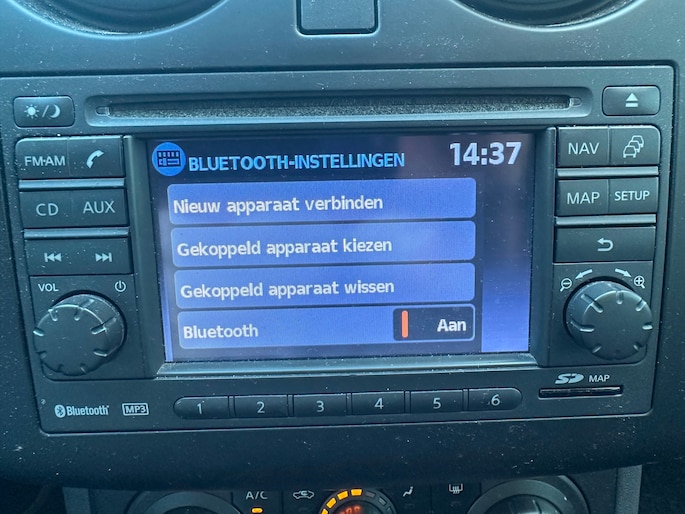 BLUETOOTH-INSTELLINGEN 14:37
Nieuw apparaat verbinden
Gekoppeld apparaat kiezen
Gekoppeld apparaat wissen
Bluetooth Aan
FM·AM
CD AUX
VOL
NAV
MAP SETUP
Bluetooth® MP3
1 2 3 4 5 6
SD MAP
A/C